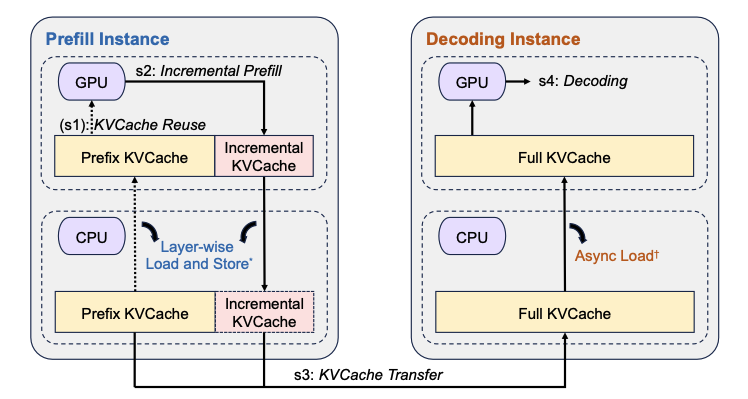 Prefill Instance
GPU
s2: Incremental Prefill
(s1): KVCache Reuse
Prefix KVCache
Incremental
KVCache
CPU
Layer-wise
Load and Store*
Prefix KVCache
Incremental
KVCache
s3: KVCache Transfer
Decoding Instance
GPU
s4: Decoding
Full KVCache
CPU
Async Load†
Full KVCache